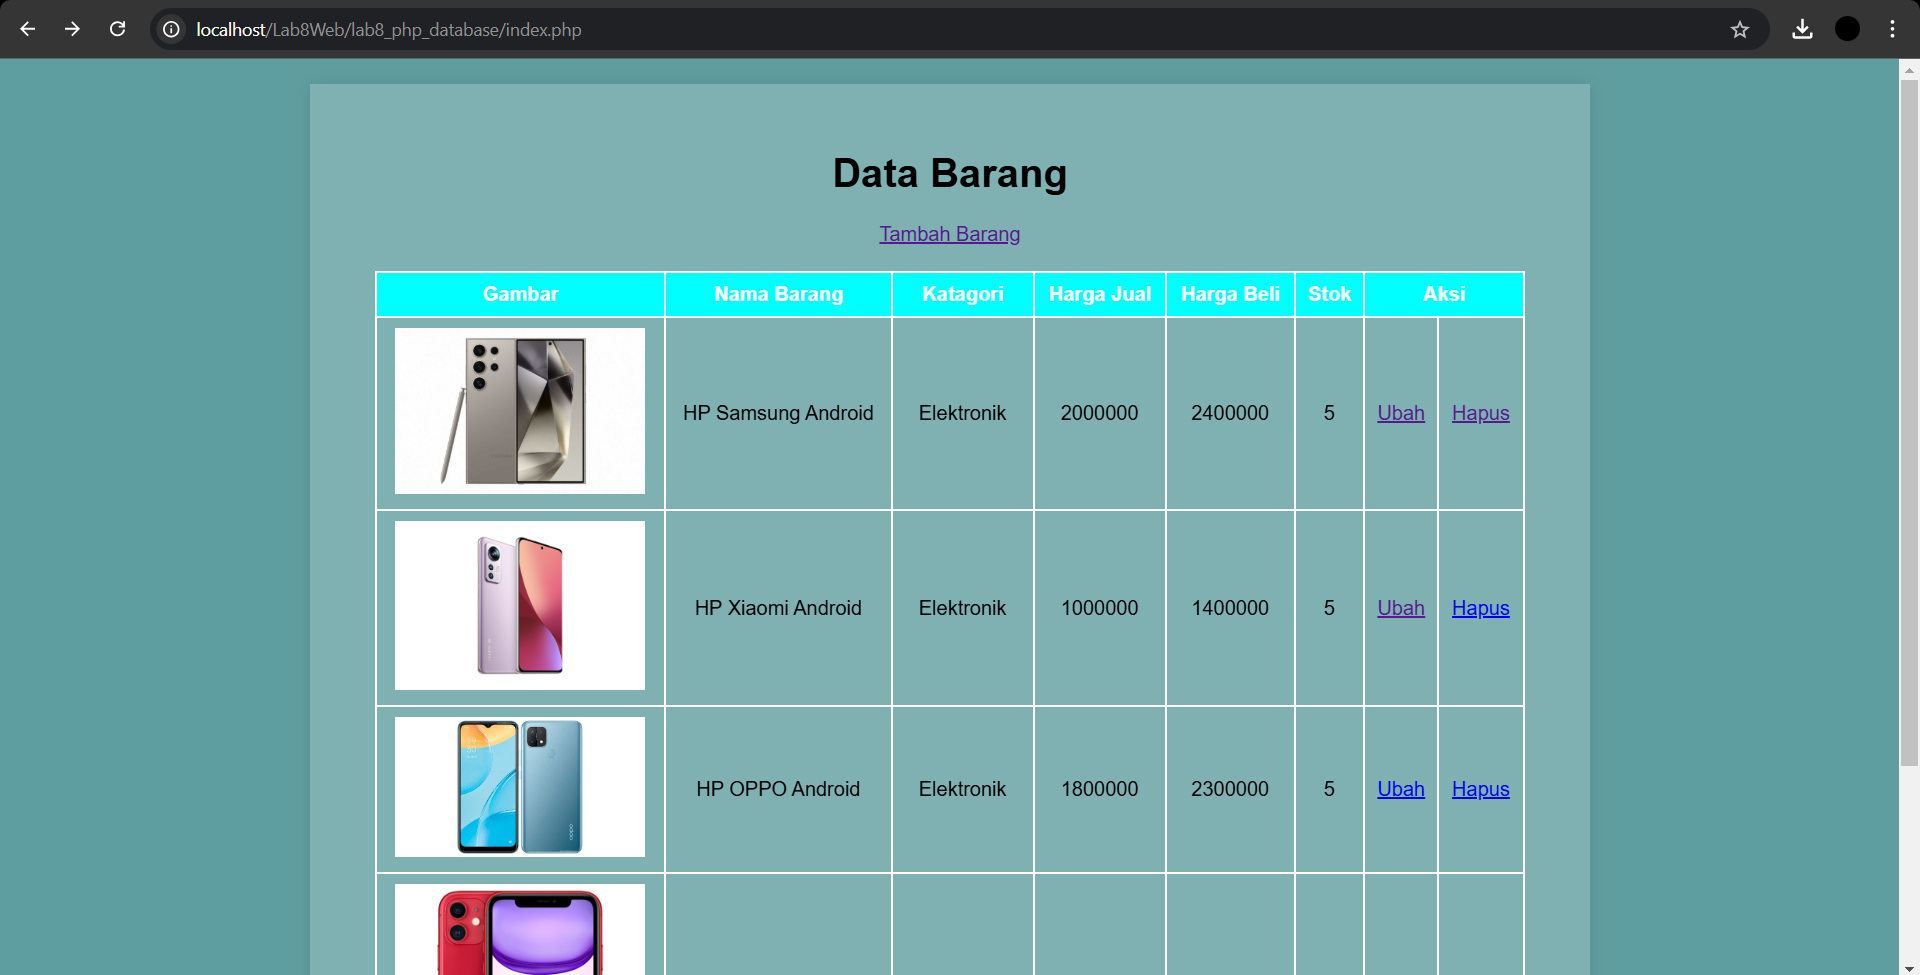 localhost/Lab8Web/lab8_php_database/index.php
Data Barang
Tambah Barang
Gambar Nama Barang Katagori Harga Jual Harga Beli Stok Aksi
HP Samsung Android Elektronik 2000000 2400000 5 Ubah Hapus
HP Xiaomi Android Elektronik 1000000 1400000 5 Ubah Hapus
HP OPPO Android Elektronik 1800000 2300000 5 Ubah Hapus